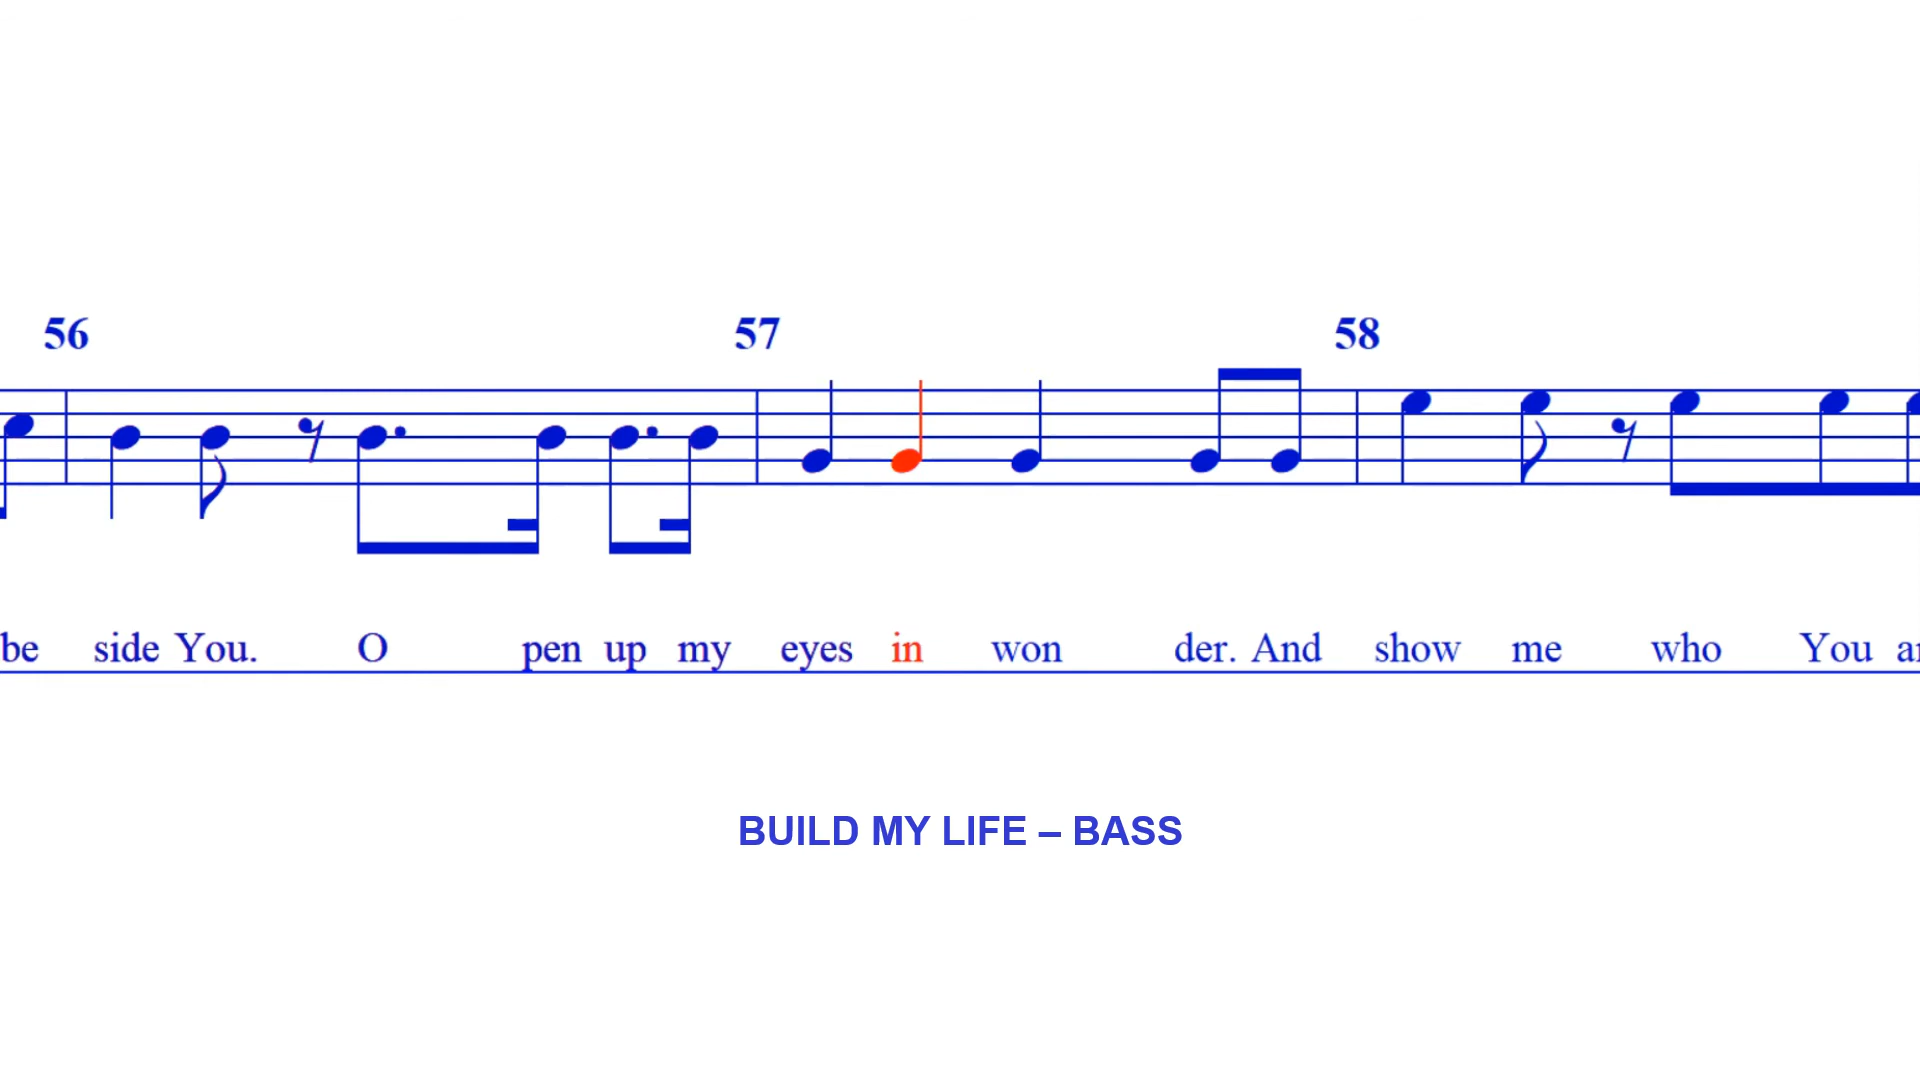 56 57 58
be side You. O pen up my eyes in won der. And show me who You
BUILD MY LIFE – BASS